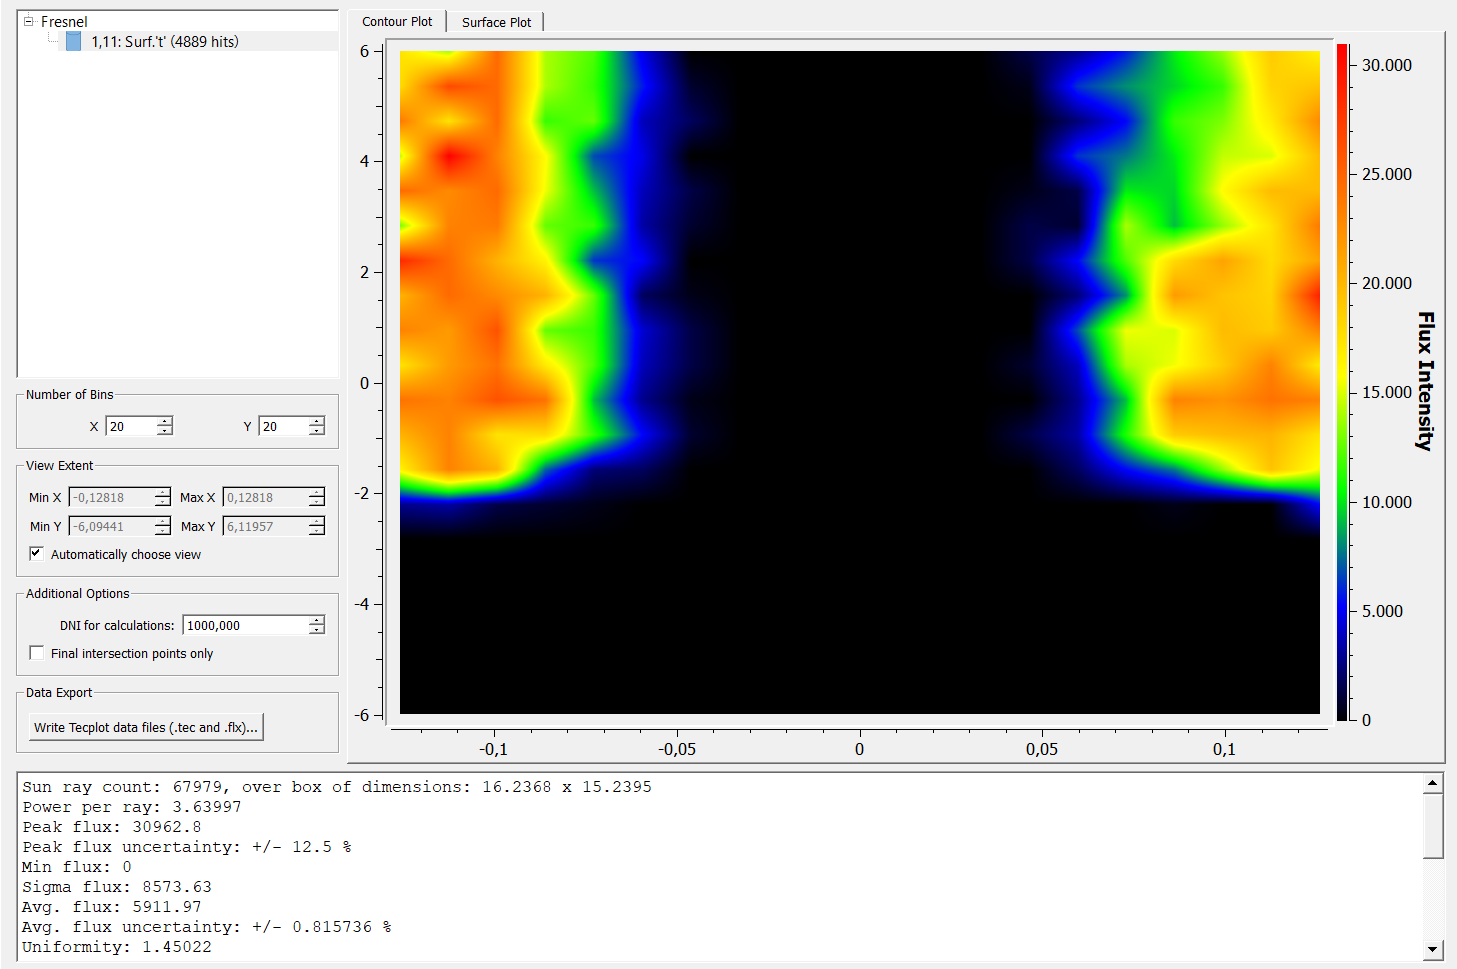 Fresnel
1,11: Surf.'t' (4889 hits)
Number of Bins
X 20 Y 20
View Extent
Min X -0,12818 Max X 0,12818
Min Y -6,09441 Max Y 6,11957
Automatically choose view
Additional Options
DNI for calculations: 1000,000
Final intersection points only
Data Export
Write Tecplot data files (.tec and .flx)...
Contour Plot Surface Plot
6
4
2
0
-2
-4
-6
-0,1 -0,05 0 0,05 0,1
30.000
25.000
20.000
15.000
10.000
5.000
0
Flux Intensity
Sun ray count: 67979, over box of dimensions: 16.2368 x 15.2395
Power per ray: 3.63997
Peak flux: 30962.8
Peak flux uncertainty: +/- 12.5 %
Min flux: 0
Sigma flux: 8573.63
Avg. flux: 5911.97
Avg. flux uncertainty: +/- 0.815736 %
Uniformity: 1.45022